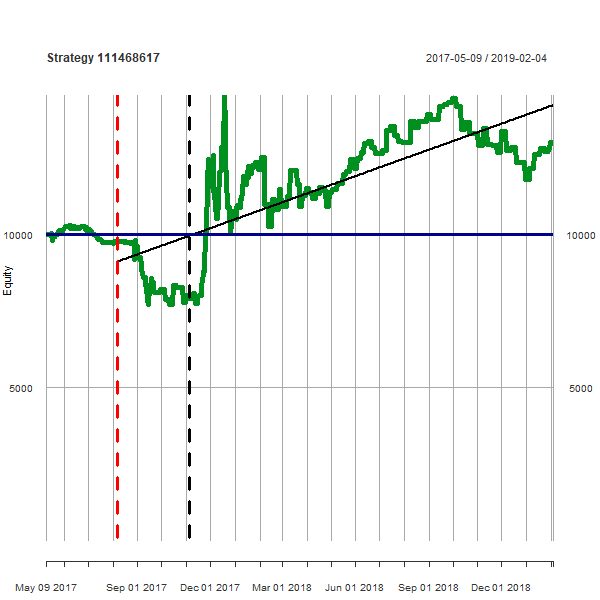 Strategy 111468617
2017-05-09 / 2019-02-04
10000
10000
Equity
5000
5000
May 09 2017
Sep 01 2017
Dec 01 2017
Mar 01 2018
Jun 01 2018
Sep 01 2018
Dec 01 2018